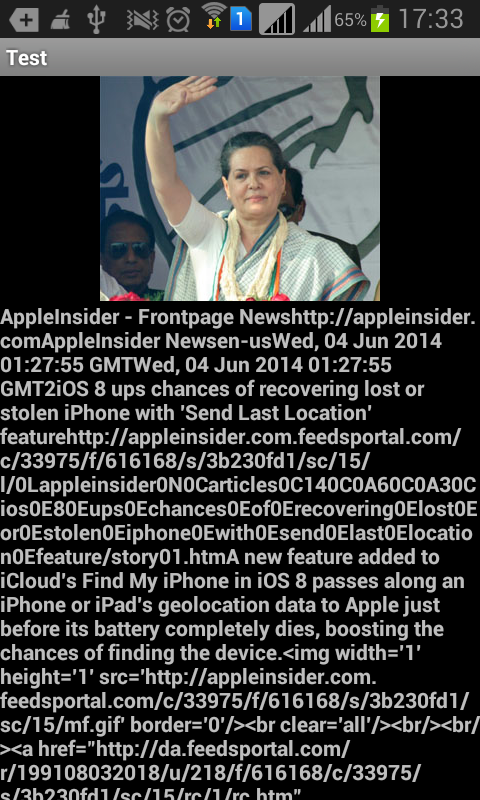 1 65% 17:33
Test
AppleInsider - Frontpage Newshttp://appleinsider.
comAppleInsider Newsen-usWed, 04 Jun 2014
01:27:55 GMTWed, 04 Jun 2014 01:27:55
GMT2iOS 8 ups chances of recovering lost or
stolen iPhone with 'Send Last Location'
featurehttp://appleinsider.com.feedsportal.com/
c/33975/f/616168/s/3b230fd1/sc/15/
l/0Lappleinsider0N0Carticles0C140C0A60C0A30C
ios0E80Eups0Echances0Eof0Erecovering0Elost0E
or0Estolen0Eiphone0Ewith0Esend0Elast0Elocatio
n0Efeature/story01.htmA new feature added to
iCloud's Find My iPhone in iOS 8 passes along an
iPhone or iPad's geolocation data to Apple just
before its battery completely dies, boosting the
chances of finding the device.<img width='1'
height='1' src='http://appleinsider.com.
feedsportal.com/c/33975/f/616168/s/3b230fd1/
sc/15/mf.gif' border='0'/><br clear='all'/><br/><br/
><a href="http://da.feedsportal.com/
r/199108032018/u/218/f/616168/c/33975/
s/3b230fd1/sc/15/rc/1/rc.htm"